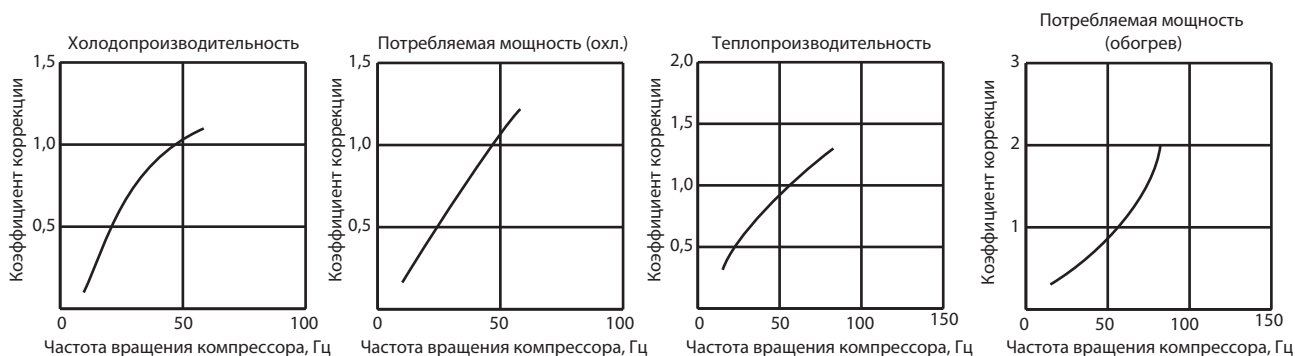 Холодопроизводительность
Коэффициент коррекции
1,5
1,0
0,5
0
50
100
Частота вращения компрессора, Гц
Потребляемая мощность (охл.)
Коэффициент коррекции
1,5
1,0
0,5
0
50
100
Частота вращения компрессора, Гц
Теплопроизводительность
Коэффициент коррекции
2,0
1,5
1,0
0,5
0
50
100
150
Частота вращения компрессора, Гц
Потребляемая мощность
(обогрев)
Коэффициент коррекции
3
2
1
0
50
100
150
Частота вращения компрессора, Гц